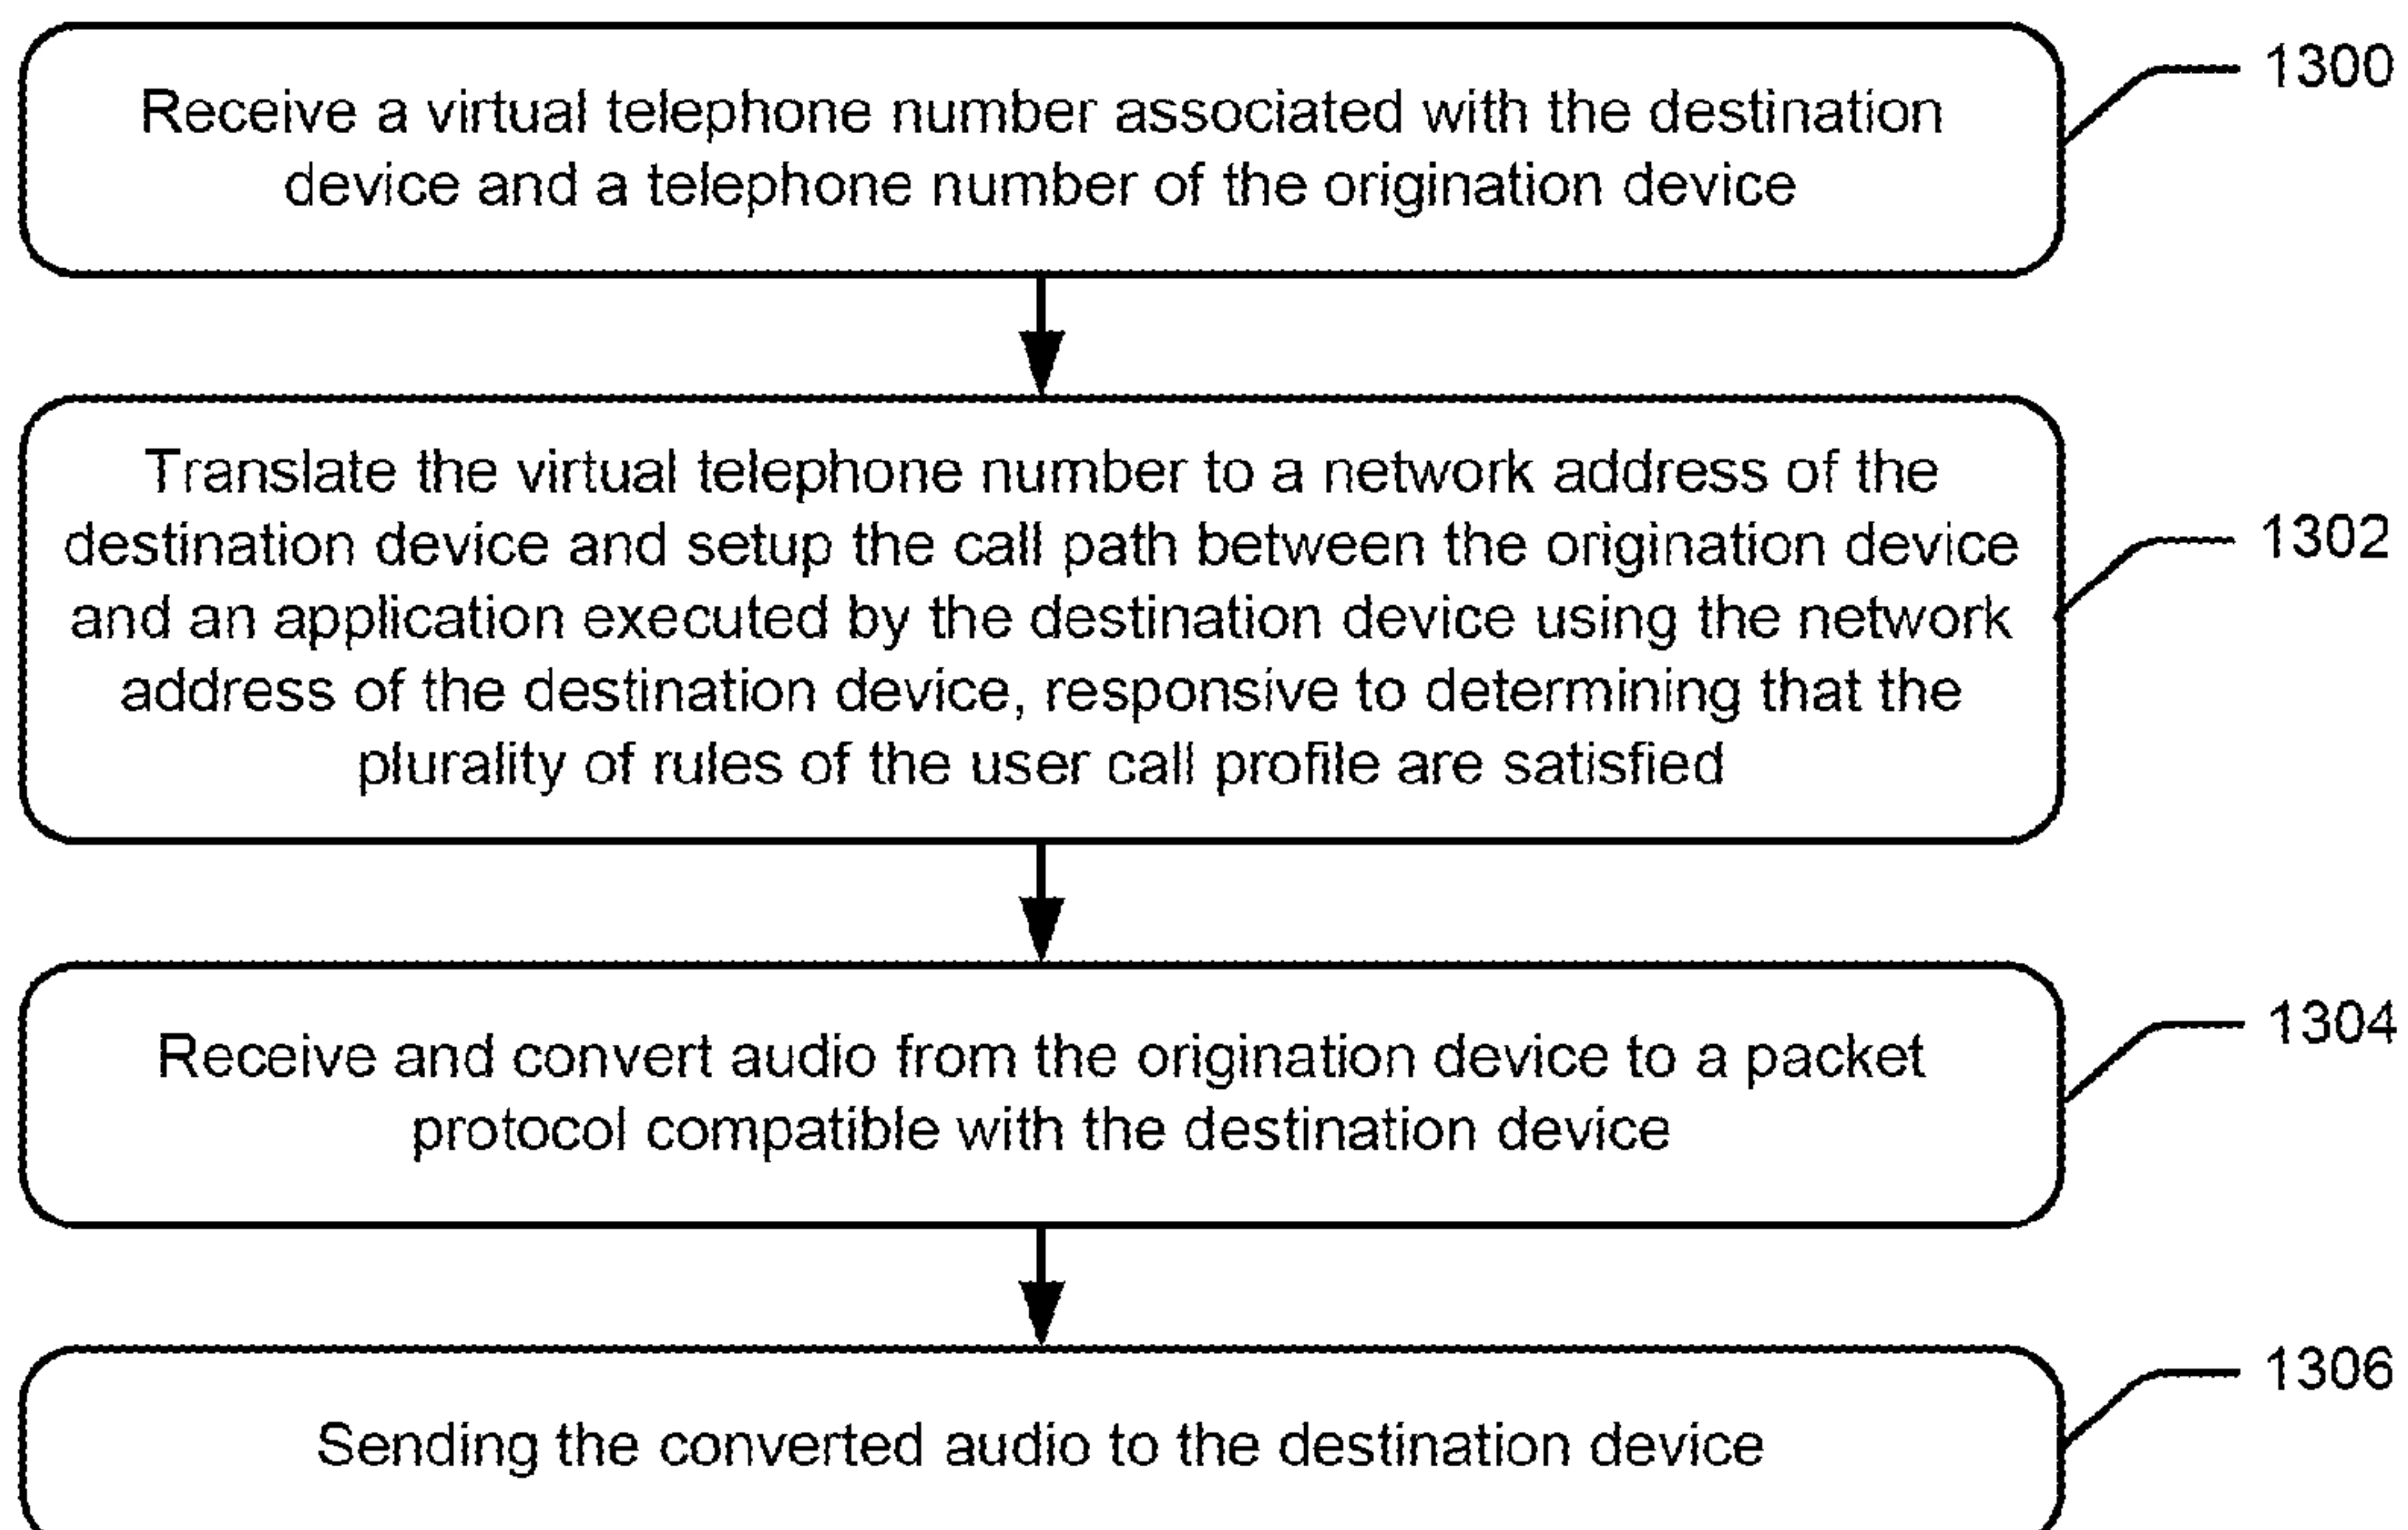 Receive a virtual telephone number associated with the destination
device and a telephone number of the origination device
1300
Translate the virtual telephone number to a network address of the
destination device and setup the call path between the origination device
and an application executed by the destination device using the network
address of the destination device, responsive to determining that the
plurality of rules of the user call profile are satisfied
1302
Receive and convert audio from the origination device to a packet
protocol compatible with the destination device
1304
Sending the converted audio to the destination device
1306